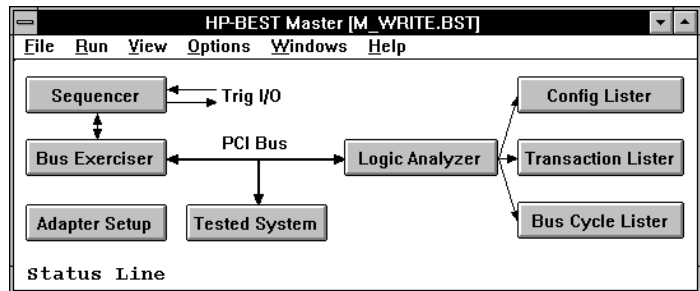 HP-BEST Master [M_WRITE.BST]
File Run View Options Windows Help
Sequencer Trig I/O Config Lister
PCI Bus
Bus Exerciser Logic Analyzer Transaction Lister
Adapter Setup Tested System Bus Cycle Lister
Status Line